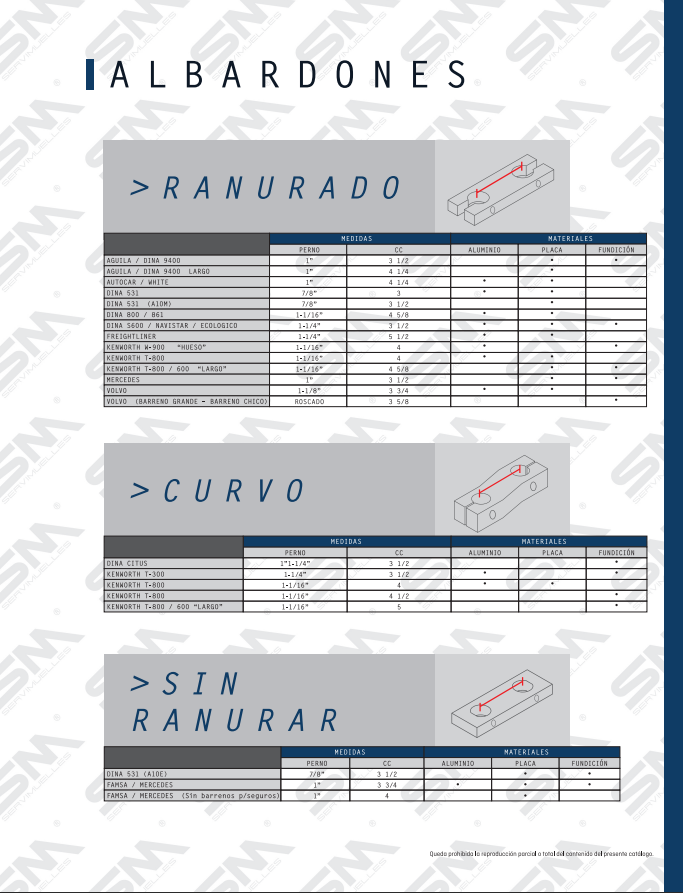 ALBARDONES
>RANURADO
MEDIDAS MATERIALES
PERNO CC ALUMINIO PLACA FUNDICIÓN
AGUILA / DINA 9400 1" 3 1/2 * *
AGUILA / DINA 9400 LARGO 1" 4 1/4 *
AUTOCAR / WHITE 1" 4 1/4 * *
DINA 531 7/8" 3 * *
DINA 531 (A10M) 7/8" 3 1/2 *
DINA 800 / 861 1-1/16" 4 5/8 * *
DINA S600 / NAVISTAR / ECOLOGICO 1-1/4" 3 1/2 * * *
FREIGHTLINER 1-1/4" 5 1/2 * *
KENWORTH W-900 "HUESO" 1-1/16" 4 * *
KENWORTH T-800 1-1/16" 4 * *
KENWORTH T-800 / 600 "LARGO" 1-1/16" 4 5/8 * *
MERCEDES 1" 3 1/2 * *
VOLVO 1-1/8" 3 3/4 * *
VOLVO (BARRENO GRANDE - BARRENO CHICO) ROSCADO 3 5/8 *
>CURVO
MEDIDAS MATERIALES
PERNO CC ALUMINIO PLACA FUNDICIÓN
DINA CITUS 1"1-1/4" 3 1/2 *
KENWORTH T-300 1-1/4" 3 1/2 * *
KENWORTH T-800 1-1/16" 4 * *
KENWORTH T-800 1-1/16" 4 1/2 *
KENWORTH T-800 / 600 "LARGO" 1-1/16" 5 *
>SIN
RANURAR
MEDIDAS MATERIALES
PERNO CC ALUMINIO PLACA FUNDICIÓN
DINA 531 (A10E) 7/8" 3 1/2 * *
FAMSA / MERCEDES 1" 3 3/4 * * *
FAMSA / MERCEDES (Sin barrenos p/seguros) 1" 4 *
Queda prohibida la reproducción parcial o total del contenido del presente catálogo.
SM
SERVIMUELLES
®